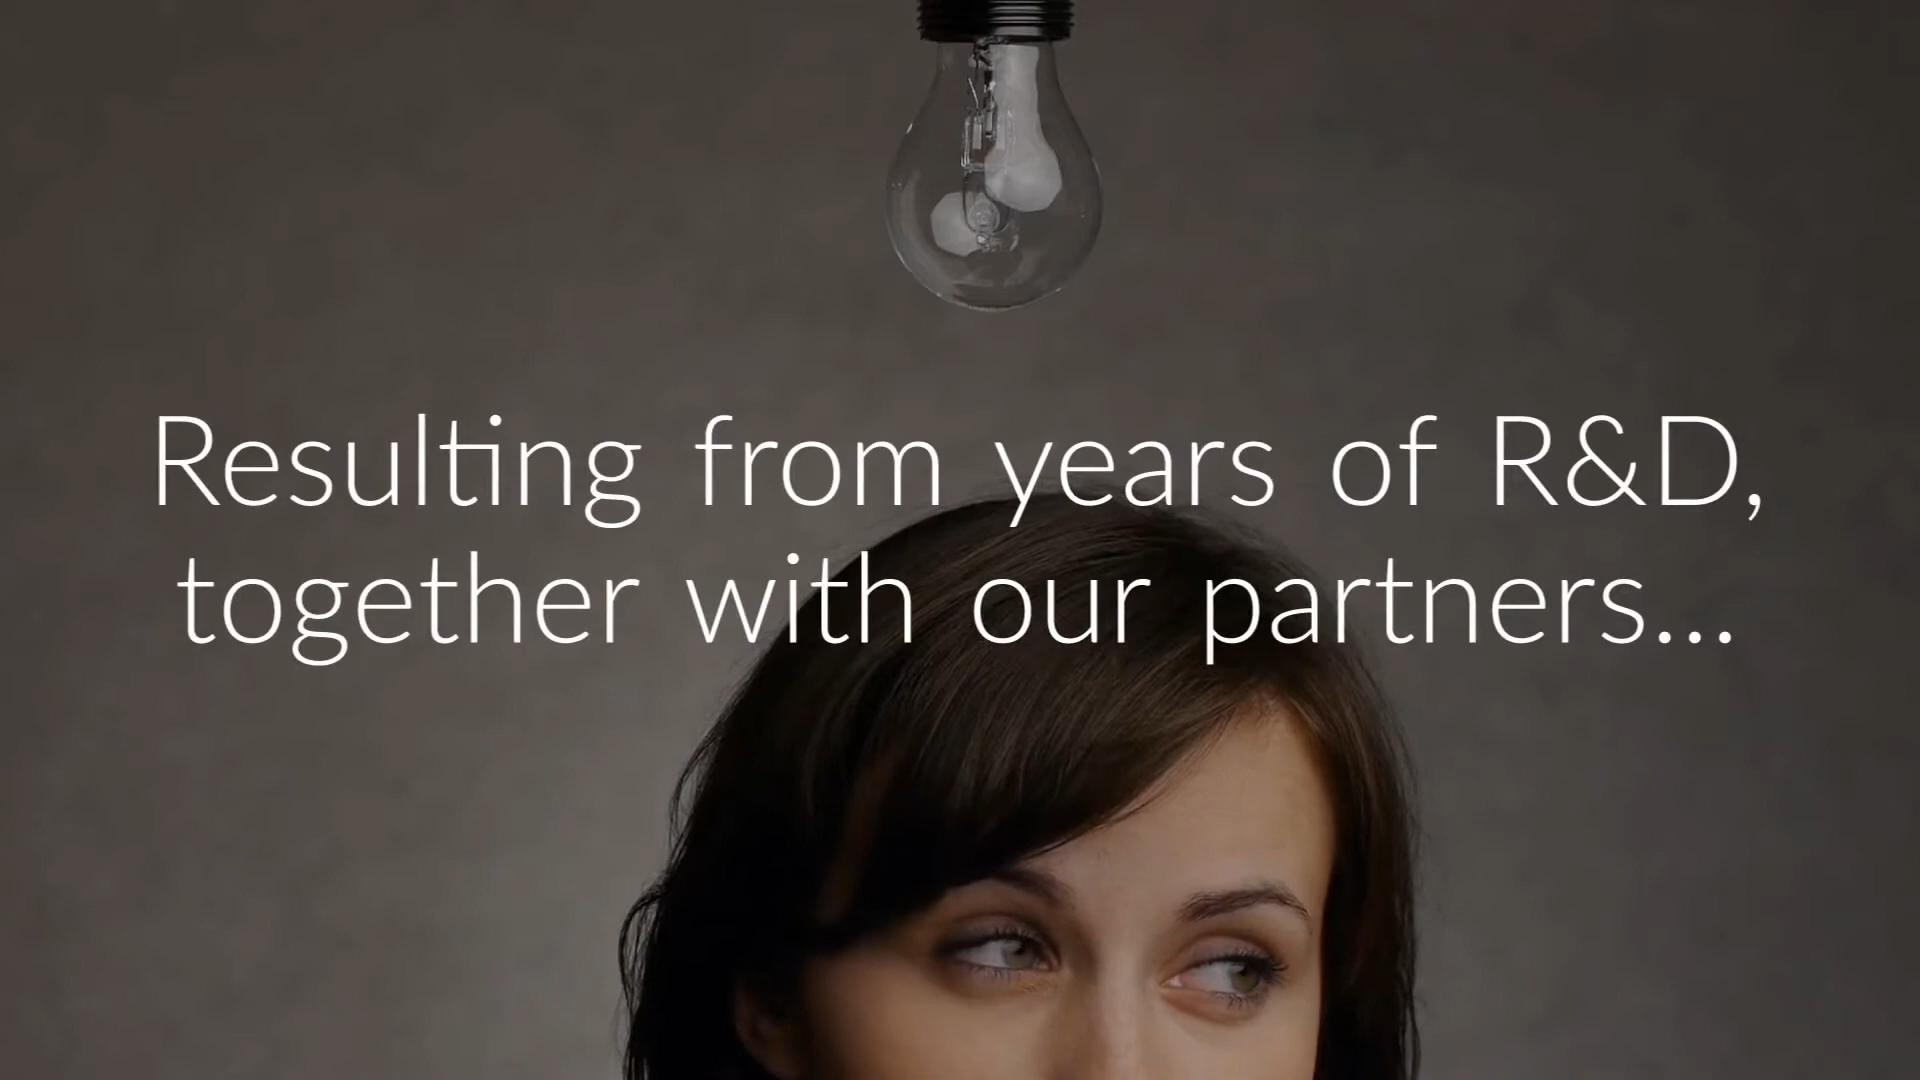 Resulting from years of R&D,
together with our partners...